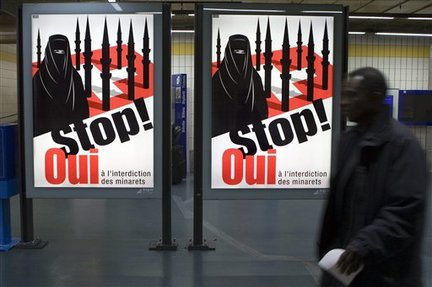 Stop!
Oui à l'interdiction
des minarets
Stop!
Oui à l'interdiction
des minarets